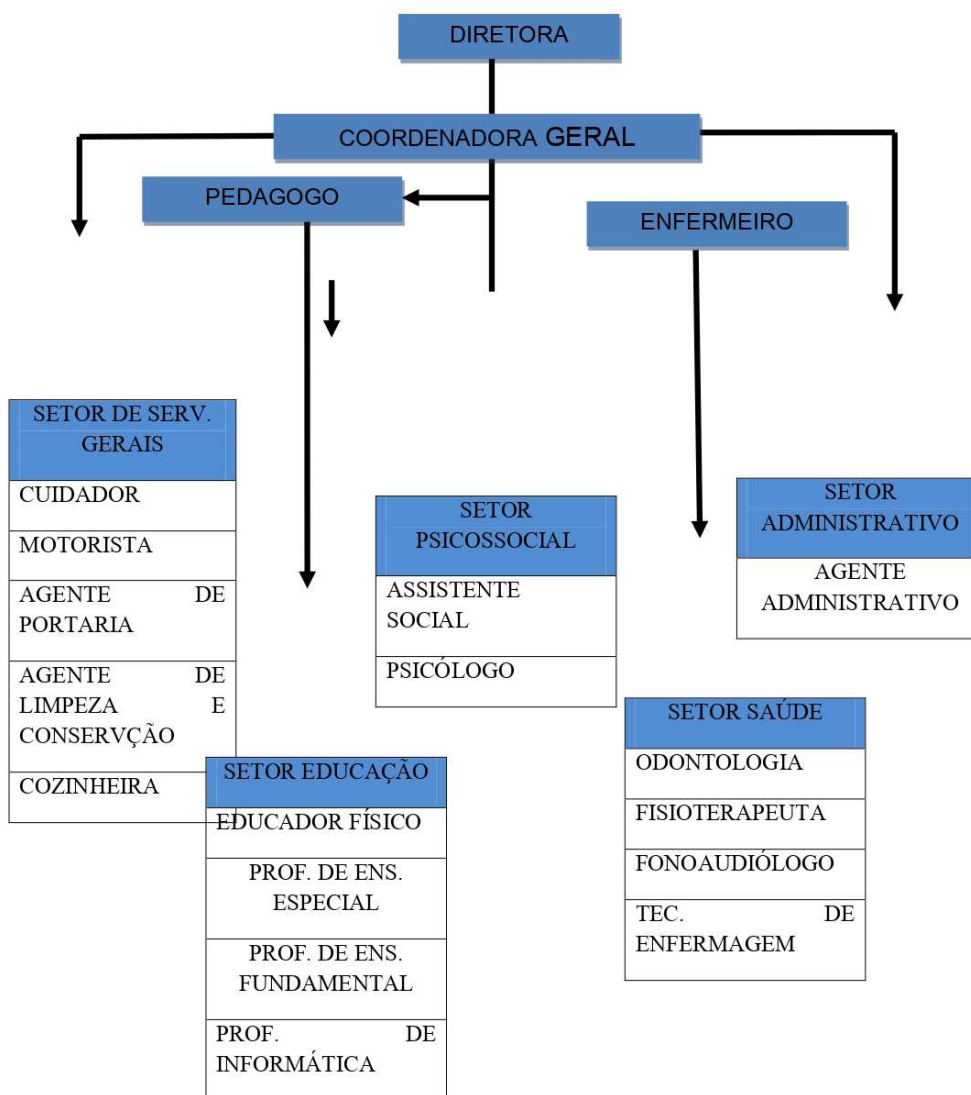 DIRETORA
COORDENADORA GERAL
PEDAGOGO
ENFERMEIRO
SETOR DE SERV.
GERAIS
CUIDADOR
MOTORISTA
AGENTE DE
PORTARIA
AGENTE DE
LIMPEZA E
CONSERVÇÃO
COZINHEIRA
SETOR
PSICOSSOCIAL
ASSISTENTE
SOCIAL
PSICÓLOGO
SETOR
ADMINISTRATIVO
AGENTE
ADMINISTRATIVO
SETOR EDUCAÇÃO
EDUCADOR FÍSICO
PROF. DE ENS.
ESPECIAL
PROF. DE ENS.
FUNDAMENTAL
PROF. DE
INFORMÁTICA
SETOR SAÚDE
ODONTOLOGIA
FISIOTERAPEUTA
FONOAUDIÓLOGO
TEC. DE
ENFERMAGEM